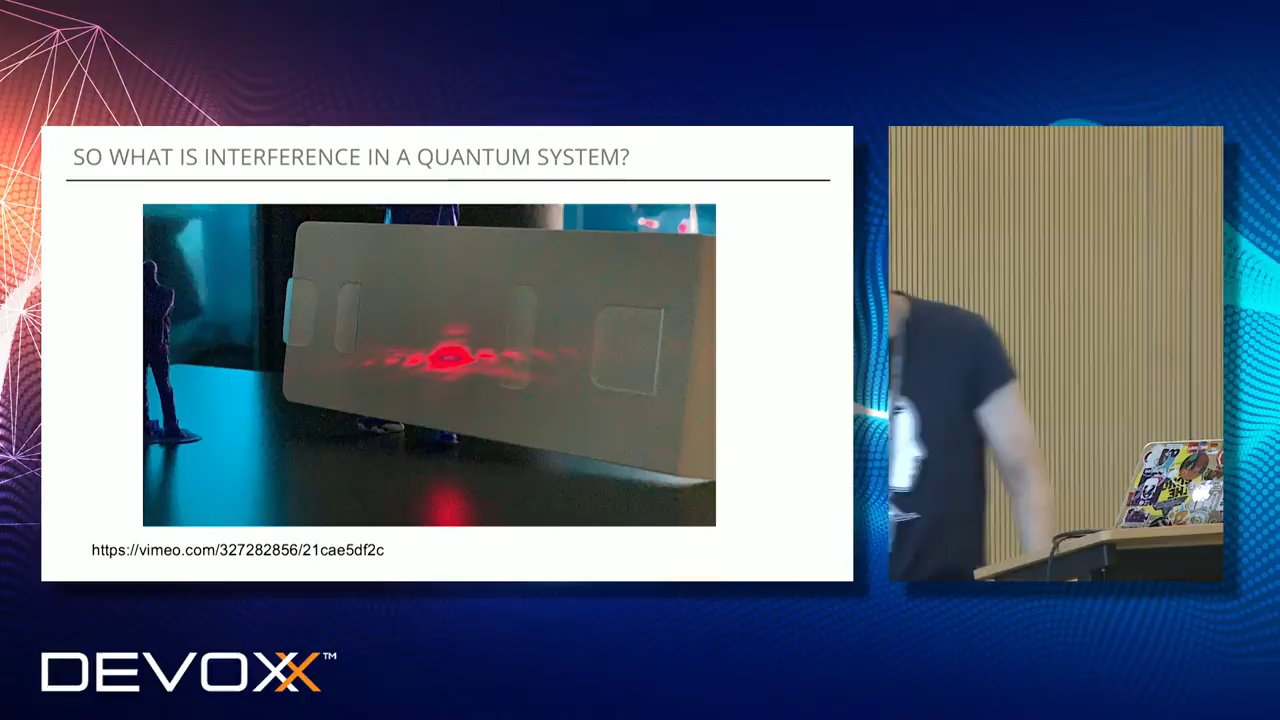 SO WHAT IS INTERFERENCE IN A QUANTUM SYSTEM?
https://vimeo.com/327282856/21cae5df2c
DEVOXX™